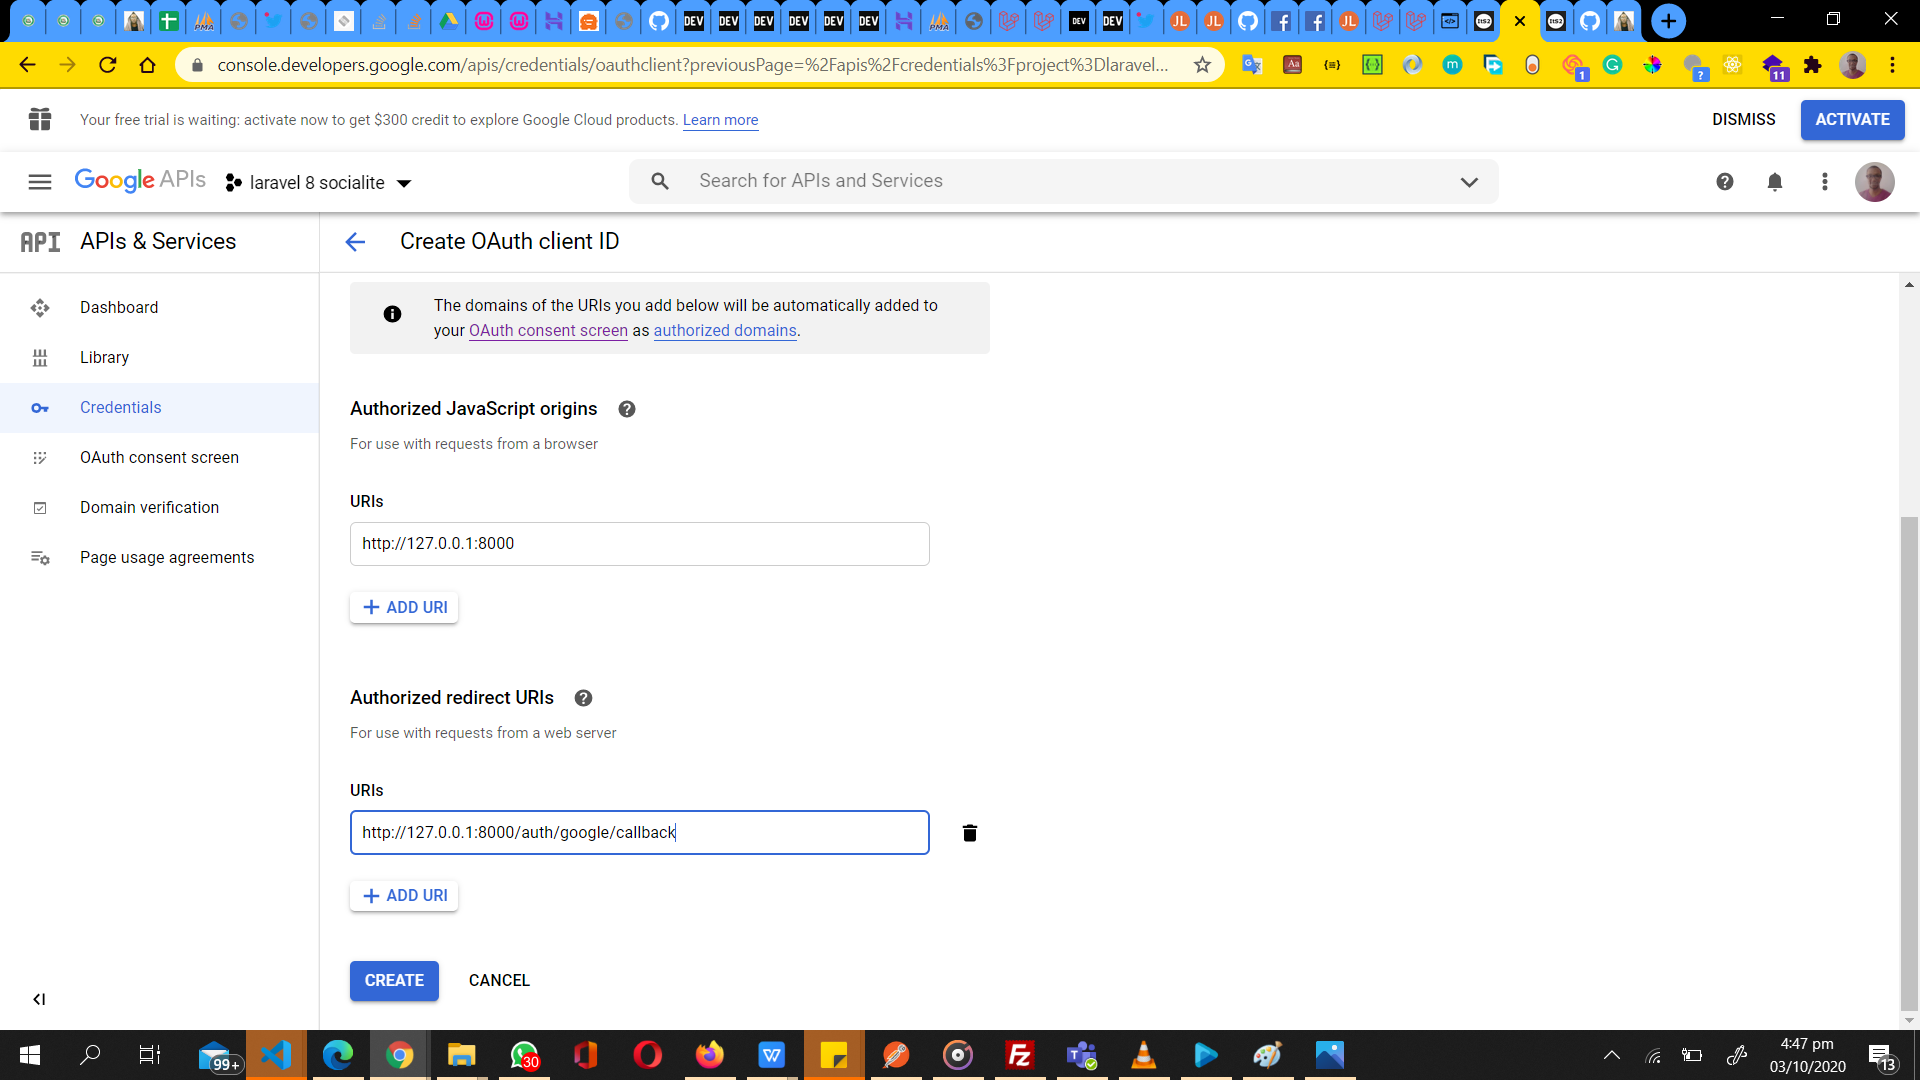 console.developers.google.com/apis/credentials/oauthclient?previousPage=%2Fapis%2Fcredentials%3Fproject%3Dlaravel...
Your free trial is waiting: activate now to get $300 credit to explore Google Cloud products. Learn more
DISMISS
ACTIVATE
Google APIs
laravel 8 socialite
Search for APIs and Services
API APIs & Services
Create OAuth client ID
Dashboard
Library
Credentials
OAuth consent screen
Domain verification
Page usage agreements
The domains of the URIs you add below will be automatically added to
your OAuth consent screen as authorized domains.
Authorized JavaScript origins
For use with requests from a browser
URIs
http://127.0.0.1:8000
ADD URI
Authorized redirect URIs
For use with requests from a web server
URIs
http://127.0.0.1:8000/auth/google/callback
ADD URI
CREATE
CANCEL
99+
30
4:47 pm
03/10/2020
13